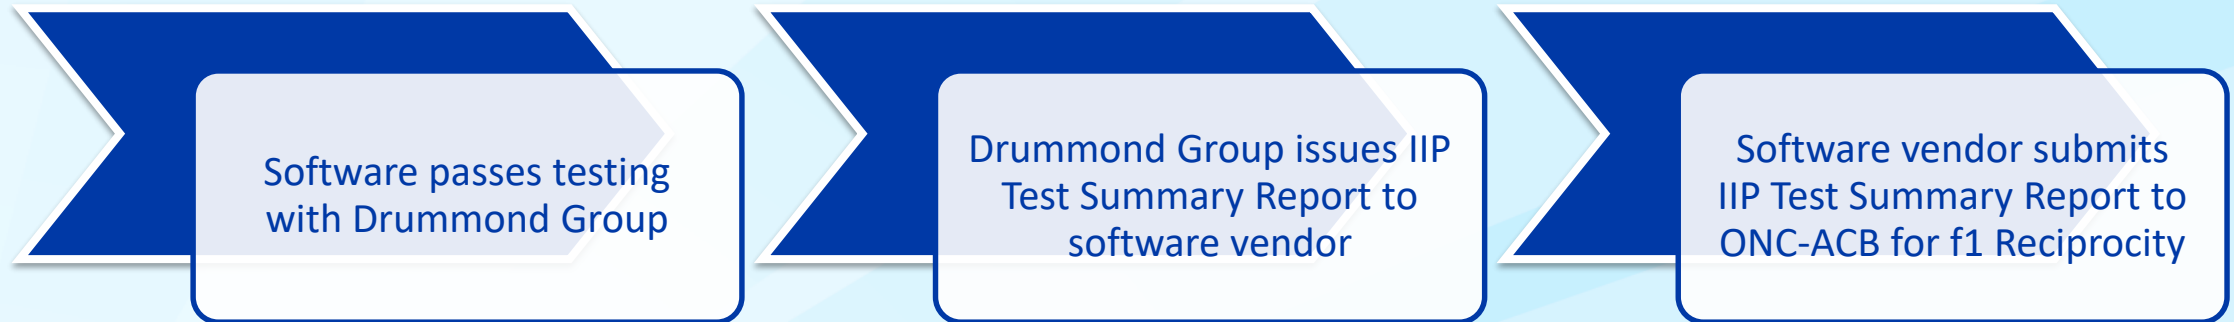 Software passes testing
with Drummond Group
Drummond Group issues IIP
Test Summary Report to
software vendor
Software vendor submits
IIP Test Summary Report to
ONC-ACB for f1 Reciprocity